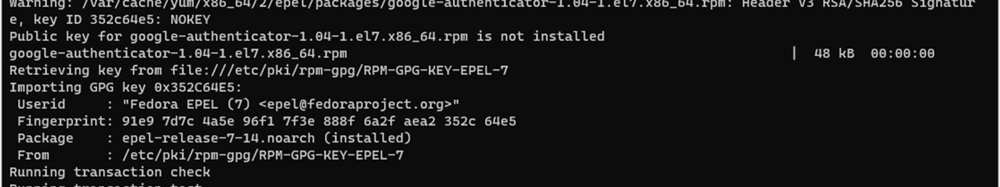 warning: /var/cache/yum/x86_64/2/epel/packages/google-authenticator-1.04-1.el7.x86_64.rpm: Header V3 RSA/SHA256 Signatur
e, key ID 352c64e5: NOKEY
Public key for google-authenticator-1.04-1.el7.x86_64.rpm is not installed
google-authenticator-1.04-1.el7.x86_64.rpm | 48 kB 00:00:00
Retrieving key from file:///etc/pki/rpm-gpg/RPM-GPG-KEY-EPEL-7
Importing GPG key 0x352C64E5:
Userid : "Fedora EPEL (7) <epel@fedoraproject.org>"
Fingerprint: 91e9 7d7c 4a5e 96f1 7f3e 888f 6a2f aea2 352c 64e5
Package : epel-release-7-14.noarch (installed)
From : /etc/pki/rpm-gpg/RPM-GPG-KEY-EPEL-7
Running transaction check
Running transaction test